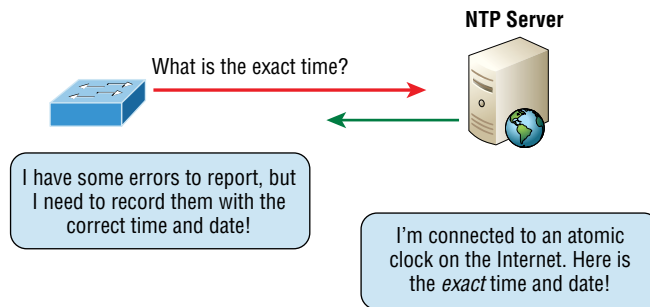 NTP Server
What is the exact time?
I have some errors to report, but
I need to record them with the
correct time and date!
I’m connected to an atomic
clock on the Internet. Here is
the exact time and date!